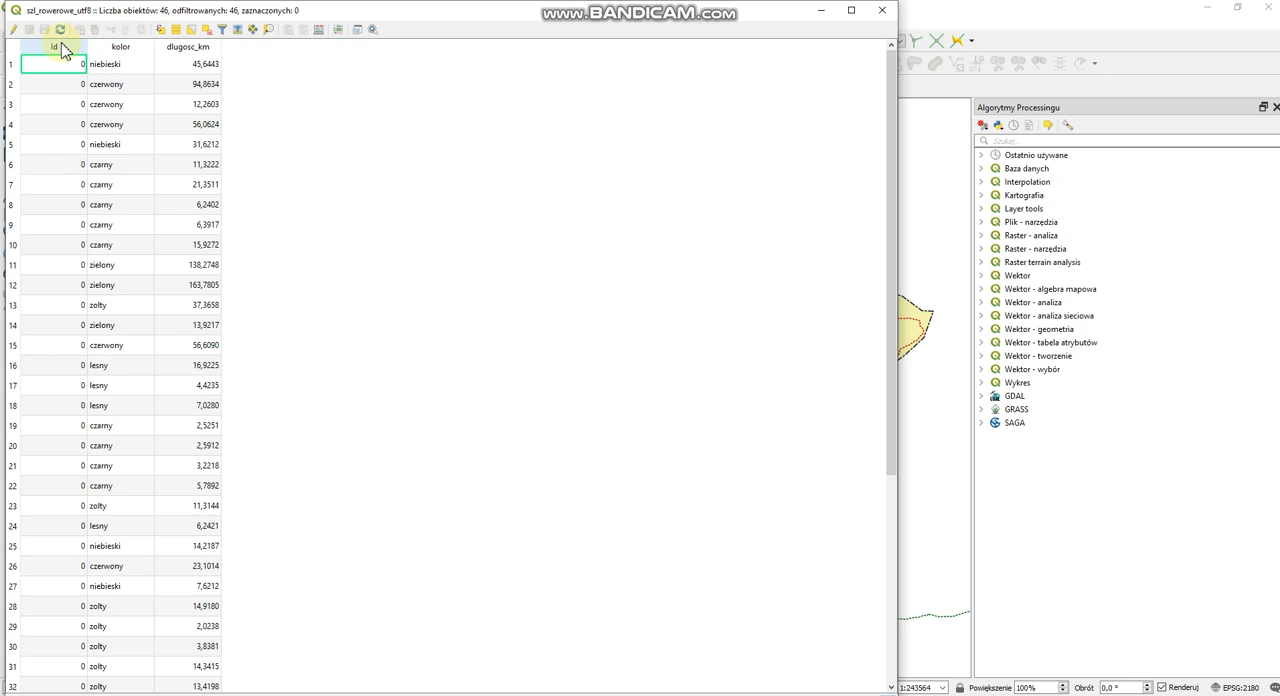 szl_rowerowe_utf8 :: Liczba obiektów: 46, odfiltrowanych: 46, zaznaczonych: 0
www.BANDICAM.com
Id kolor dlugosc_km
1 0 niebieski 45,6443
2 0 czerwony 94,8634
3 0 czerwony 12,2603
4 0 czerwony 56,0624
5 0 niebieski 31,6212
6 0 czarny 11,3222
7 0 czarny 21,3511
8 0 czarny 6,2402
9 0 czarny 6,3917
10 0 czarny 15,9272
11 0 zielony 138,2748
12 0 zielony 163,7805
13 0 zolty 37,3658
14 0 zielony 13,9217
15 0 czerwony 56,6090
16 0 lesny 16,9225
17 0 lesny 4,4235
18 0 lesny 7,0280
19 0 czarny 2,5251
20 0 czarny 2,5912
21 0 czarny 3,2218
22 0 czarny 5,7892
23 0 zolty 11,3144
24 0 lesny 6,2421
25 0 niebieski 14,2187
26 0 czerwony 23,1014
27 0 niebieski 7,6212
28 0 zolty 14,9180
29 0 zolty 2,0238
30 0 zolty 3,8381
31 0 zolty 14,3415
32 0 zolty 13,4198
Algorytmy Processingu
Szukaj...
Ostatnio używane
Baza danych
Interpolation
Kartografia
Layer tools
Plik - narzędzia
Raster - analiza
Raster - narzędzia
Raster terrain analysis
Wektor
Wektor - algebra mapowa
Wektor - analiza
Wektor - analiza sieciowa
Wektor - geometria
Wektor - tabela atrybutów
Wektor - tworzenie
Wektor - wybór
Wykres
GDAL
GRASS
SAGA
1:243564 Powiększenie 100% Obrót 0,0 ° Renderuj EPSG:2180